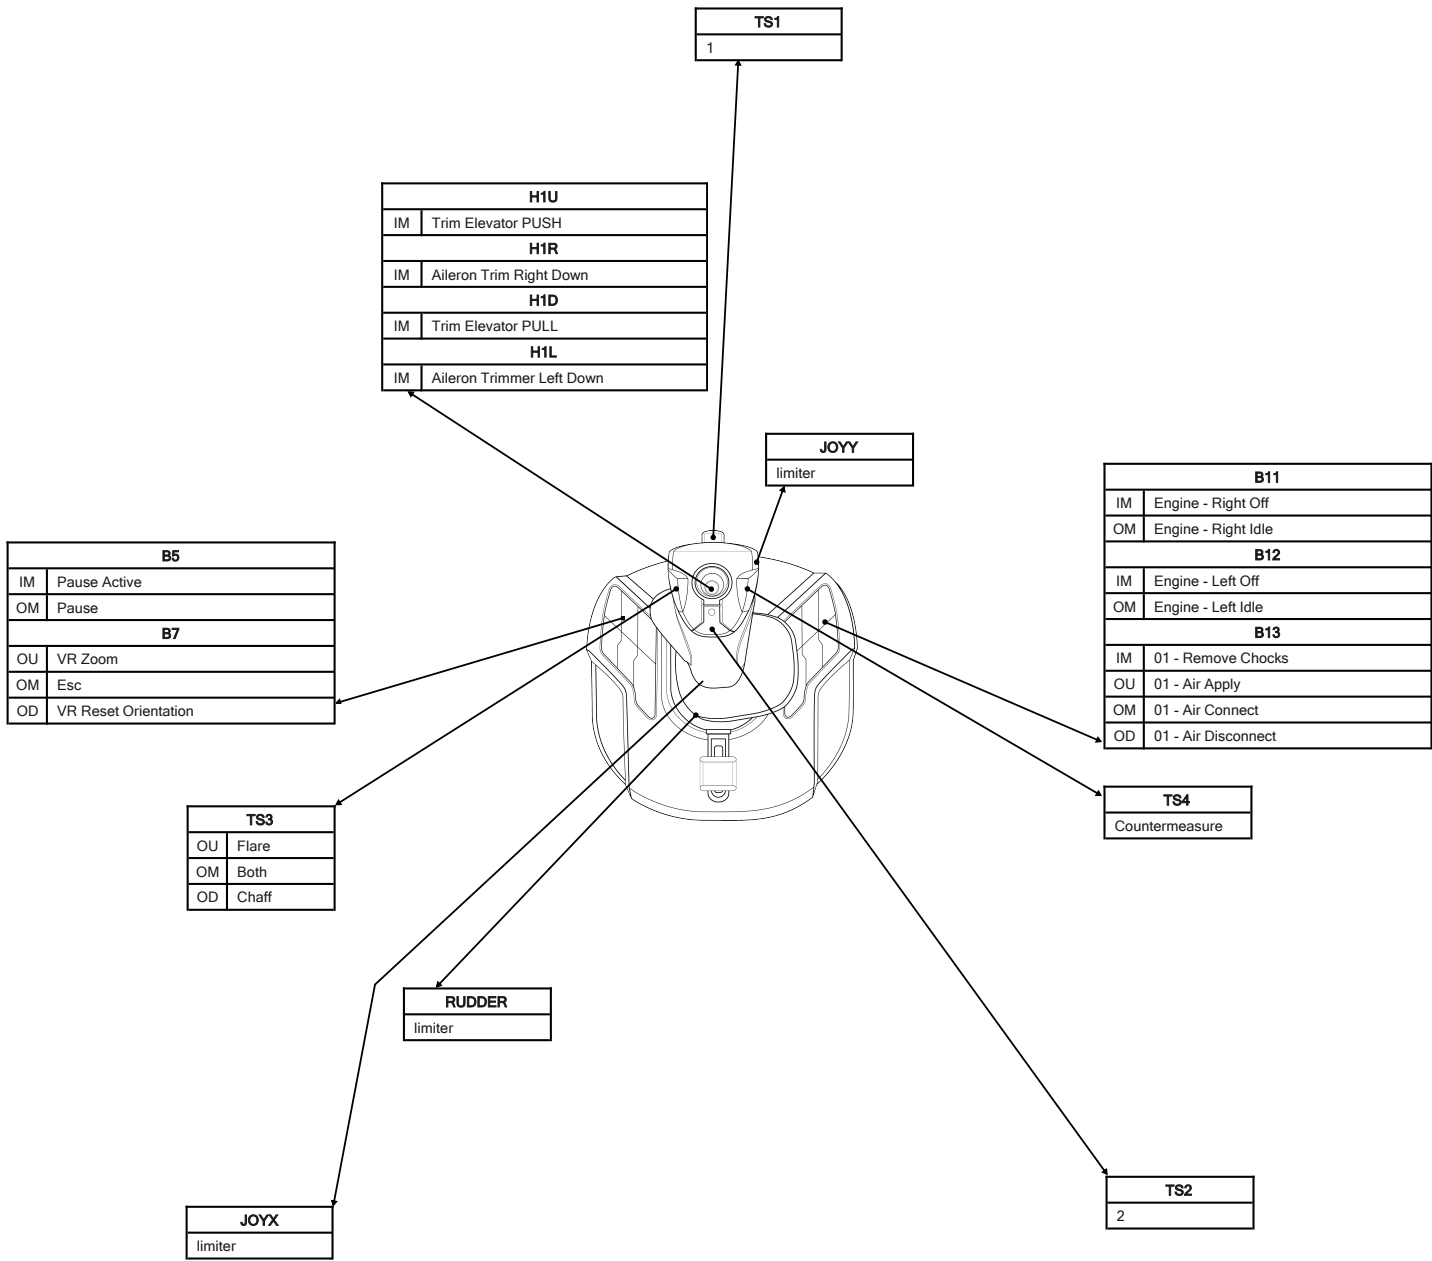 TS1
1
H1U
IM Trim Elevator PUSH
H1R
IM Aileron Trim Right Down
H1D
IM Trim Elevator PULL
H1L
IM Aileron Trimmer Left Down
JOYY
limiter
B11
IM Engine - Right Off
OM Engine - Right Idle
B12
IM Engine - Left Off
OM Engine - Left Idle
B13
IM 01 - Remove Chocks
OU 01 - Air Apply
OM 01 - Air Connect
OD 01 - Air Disconnect
B5
IM Pause Active
OM Pause
B7
OU VR Zoom
OM Esc
OD VR Reset Orientation
TS4
Countermeasure
TS3
OU Flare
OM Both
OD Chaff
RUDDER
limiter
TS2
2
JOYX
limiter